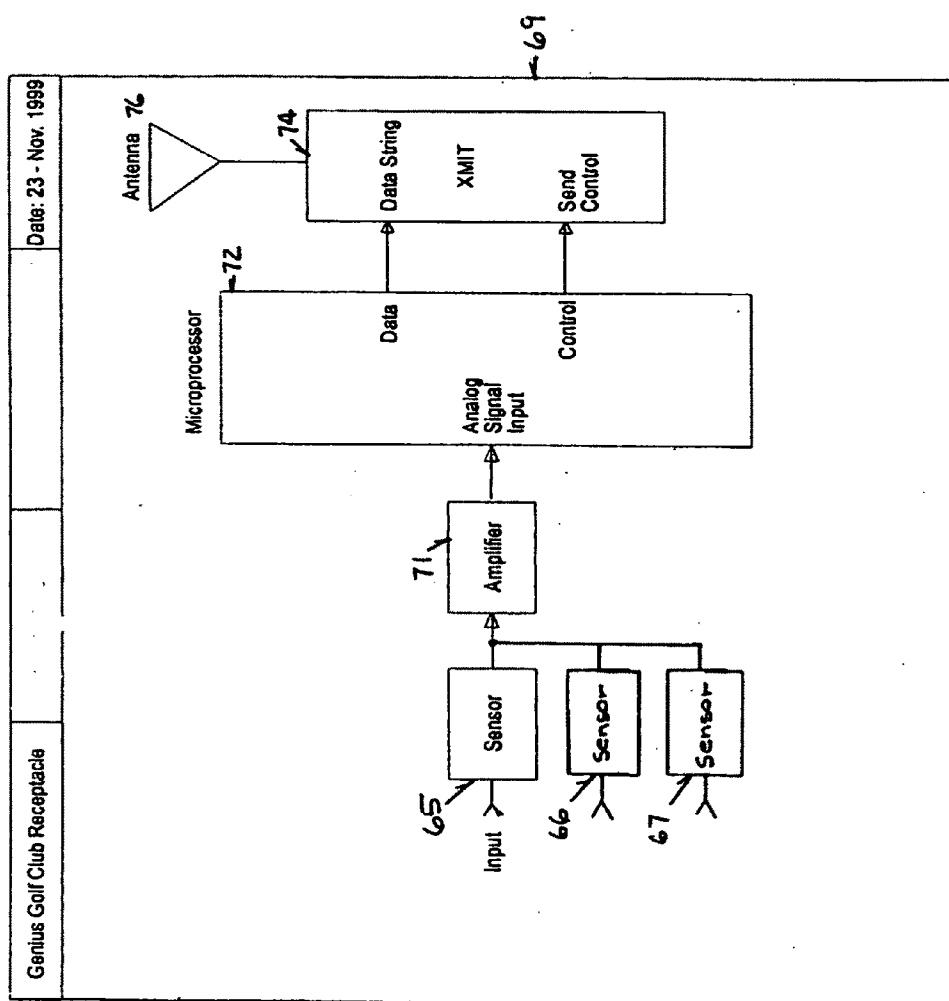 Genius Golf Club Receptacle
Date: 23 - Nov. 1999
69
Antenna 76
74
Data String
XMIT
Send
Control
Microprocessor
72
Data
Control
Analog
Signal
Input
71
Amplifier
Sensor
65
Input
Sensor
66
Sensor
67